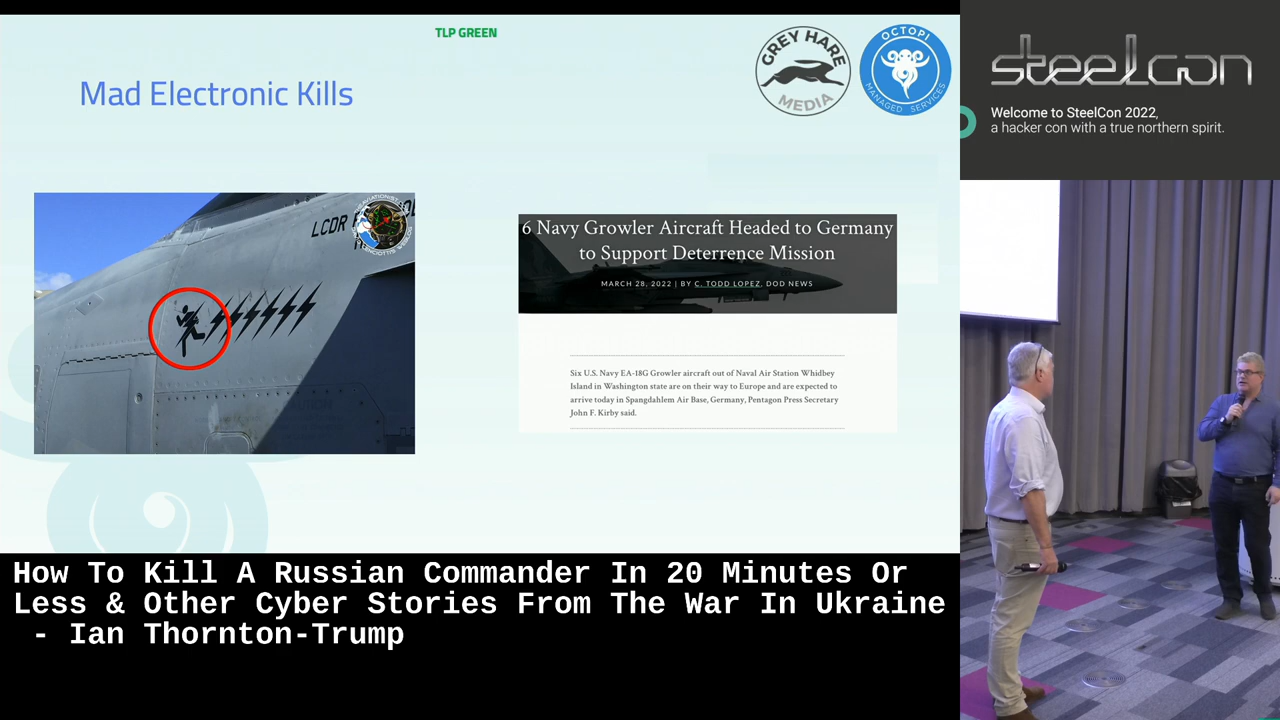 TLP GREEN
GREY HARE
MEDIA
OCTOPI
MANAGED SERVICES
Mad Electronic Kills
LCDR
6 Navy Growler Aircraft Headed to Germany
to Support Deterrence Mission
MARCH 28, 2022 | BY C. TODD LOPEZ, DOD NEWS
Six U.S. Navy EA-18G Growler aircraft out of Naval Air Station Whidbey
Island in Washington state are on their way to Europe and are expected to
arrive today in Spangdahlem Air Base, Germany, Pentagon Press Secretary
John F. Kirby said.
steelcon
Welcome to SteelCon 2022,
a hacker con with a true northern spirit.
How To Kill A Russian Commander In 20 Minutes Or
Less & Other Cyber Stories From The War In Ukraine
- Ian Thornton-Trump